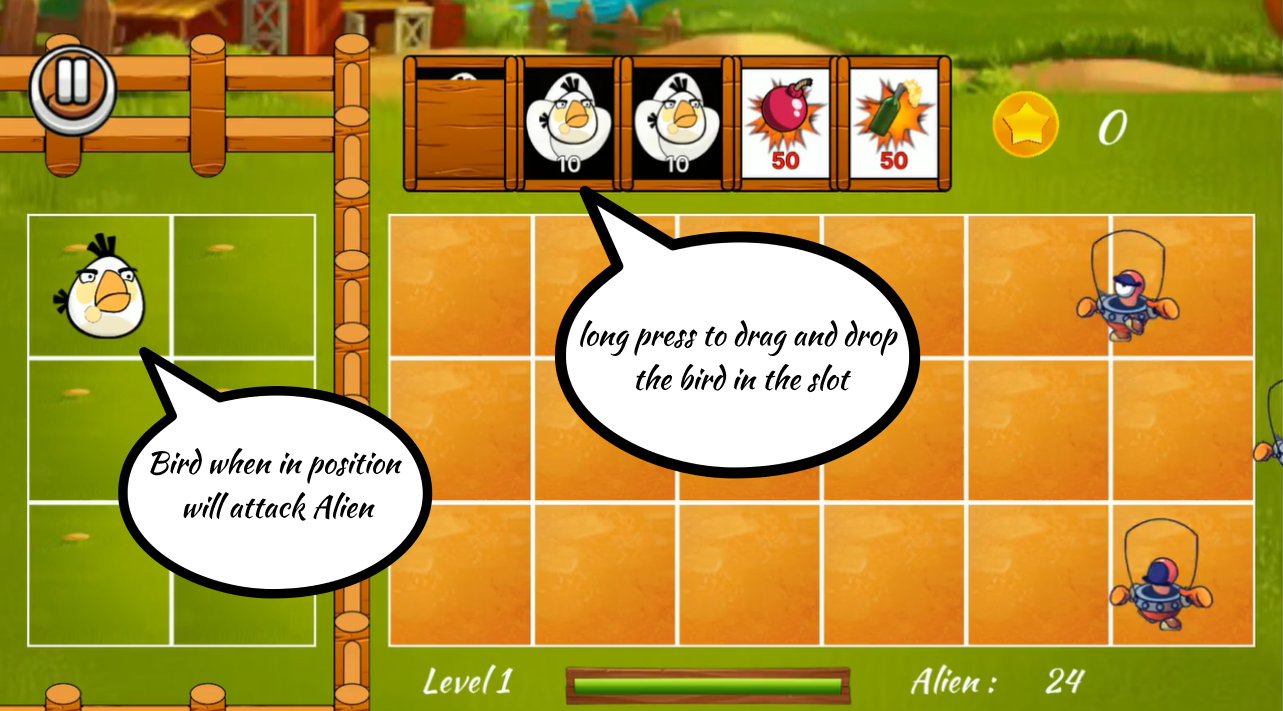 10
10
50
50
0
long press to drag and drop
the bird in the slot
Bird when in position
will attack Alien
Level 1
Alien : 24